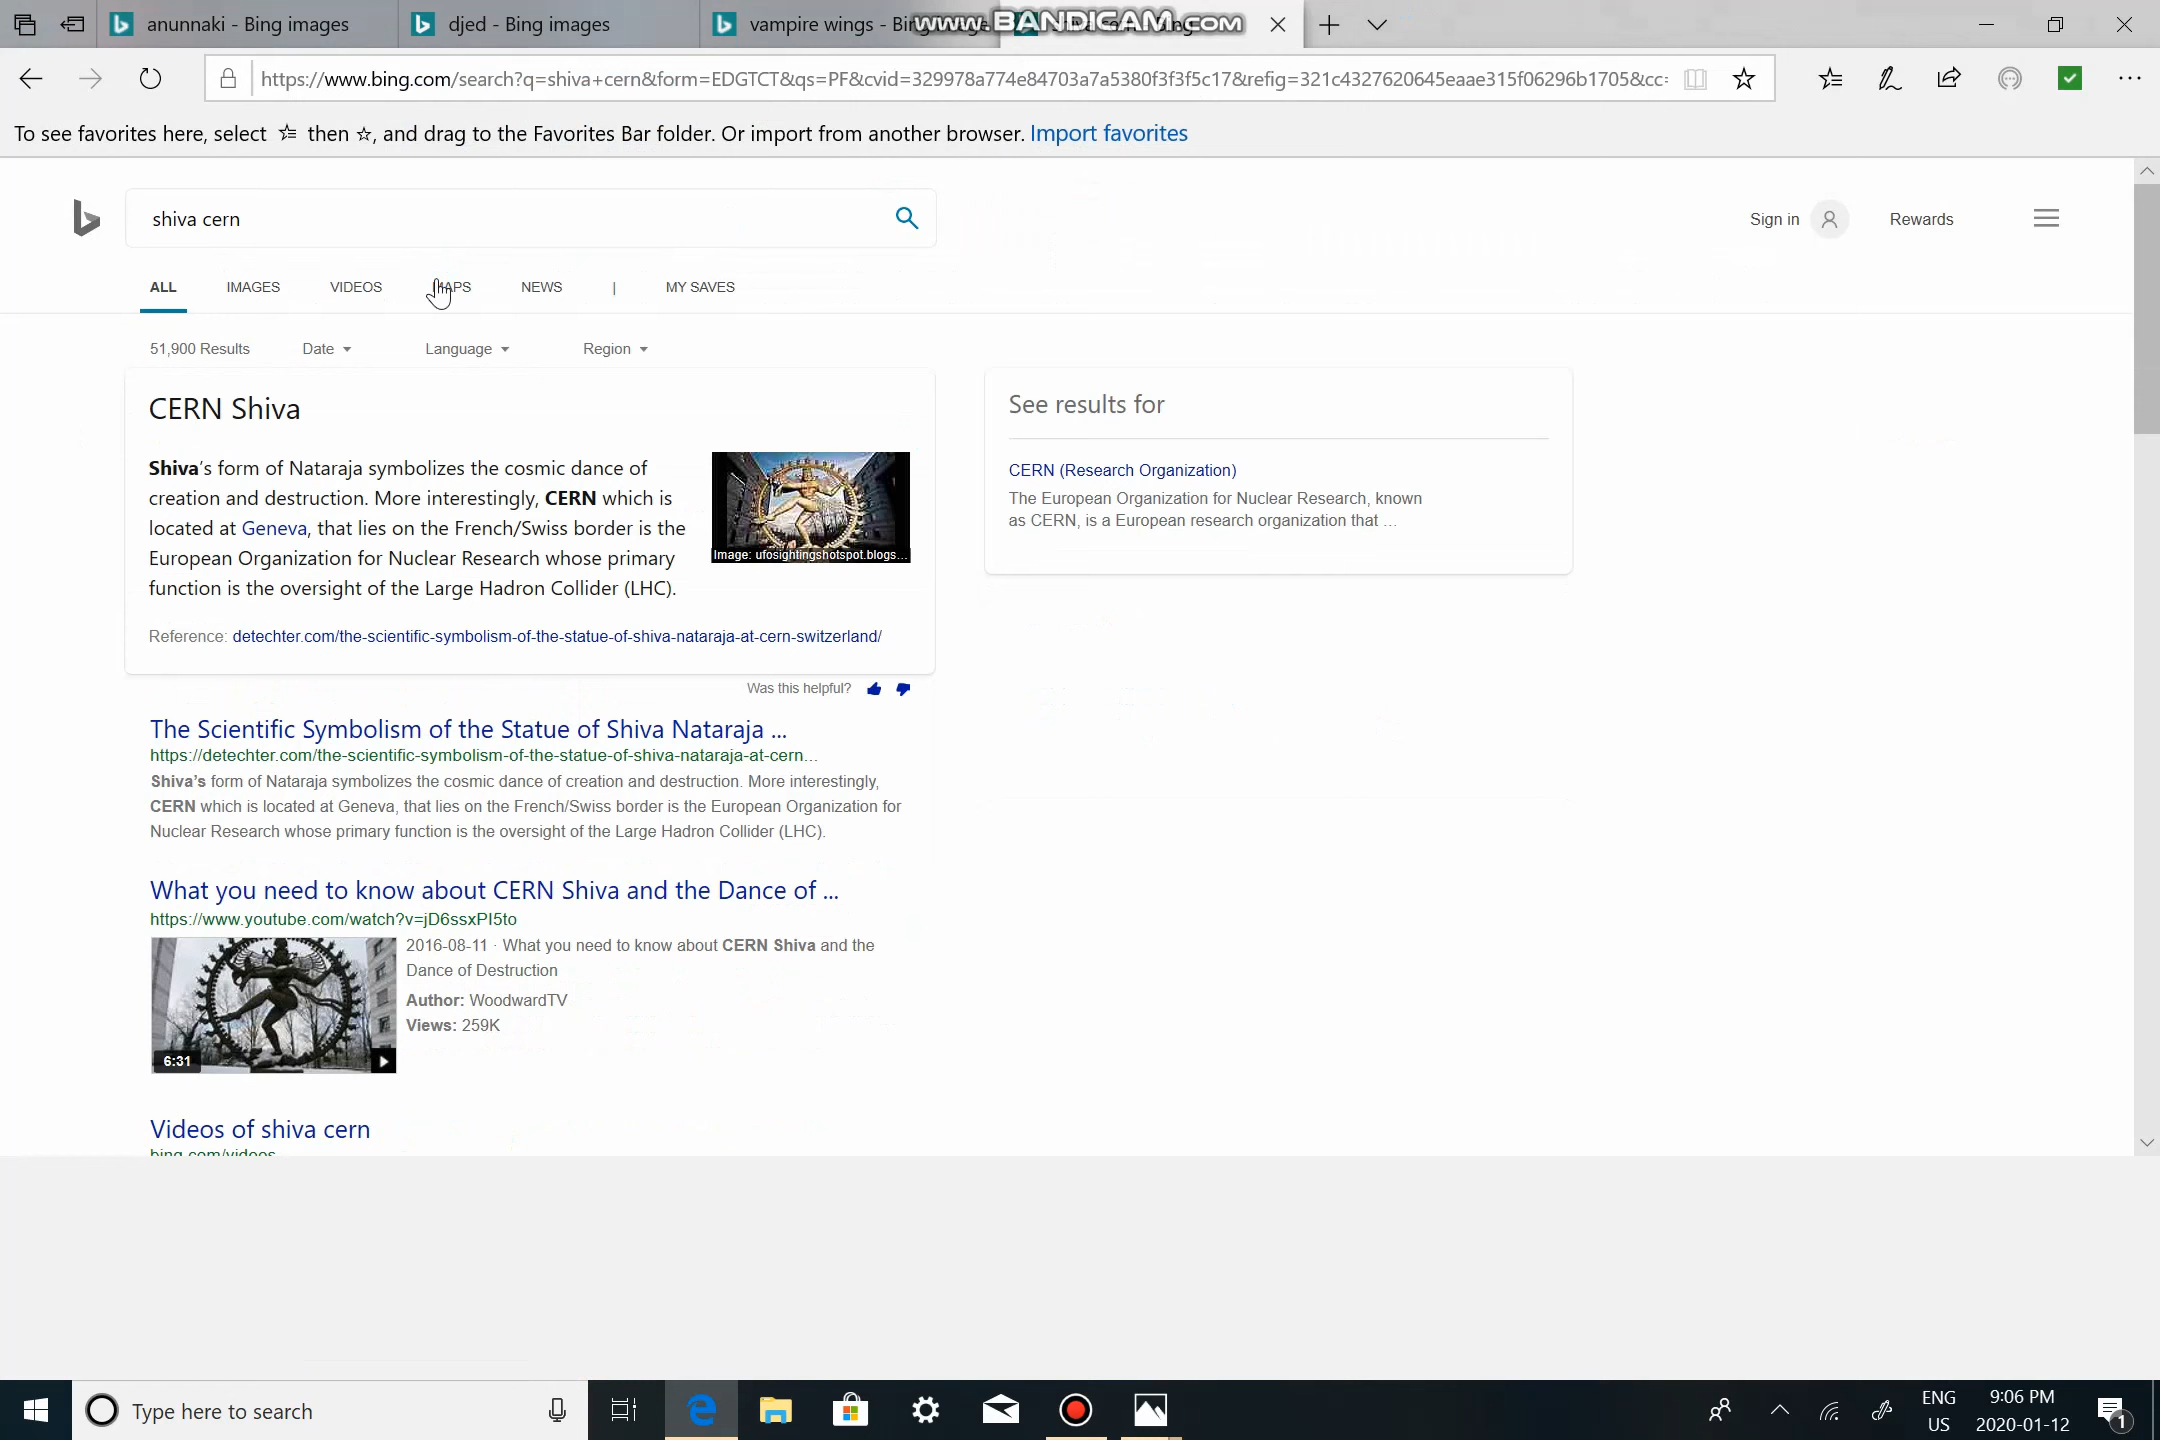 anunnaki - Bing images
djed - Bing images
vampire wings - Bing
www.BANDICAM.com
https://www.bing.com/search?q=shiva+cern&form=EDGTCT&qs=PF&cvid=329978a774e84703a7a5380f3f3f5c17&refig=321c4327620645eaae315f06296b1705&cc=
To see favorites here, select then , and drag to the Favorites Bar folder. Or import from another browser. Import favorites
shiva cern
Sign in
Rewards
ALL
IMAGES
VIDEOS
MAPS
NEWS
|
MY SAVES
51,900 Results
Date
Language
Region
CERN Shiva
Shiva's form of Nataraja symbolizes the cosmic dance of
creation and destruction. More interestingly, CERN which is
located at Geneva, that lies on the French/Swiss border is the
European Organization for Nuclear Research whose primary
function is the oversight of the Large Hadron Collider (LHC).
Image: ufosightingshotspot.blogs...
Reference: detechter.com/the-scientific-symbolism-of-the-statue-of-shiva-nataraja-at-cern-switzerland/
Was this helpful?
See results for
CERN (Research Organization)
The European Organization for Nuclear Research, known
as CERN, is a European research organization that ...
The Scientific Symbolism of the Statue of Shiva Nataraja ...
https://detechter.com/the-scientific-symbolism-of-the-statue-of-shiva-nataraja-at-cern...
Shiva's form of Nataraja symbolizes the cosmic dance of creation and destruction. More interestingly,
CERN which is located at Geneva, that lies on the French/Swiss border is the European Organization for
Nuclear Research whose primary function is the oversight of the Large Hadron Collider (LHC).
What you need to know about CERN Shiva and the Dance of ...
https://www.youtube.com/watch?v=jD6ssxPI5to
2016-08-11 · What you need to know about CERN Shiva and the
Dance of Destruction
Author: WoodwardTV
Views: 259K
6:31
Videos of shiva cern
bing.com/videos
Type here to search
ENG
US
9:06 PM
2020-01-12
1